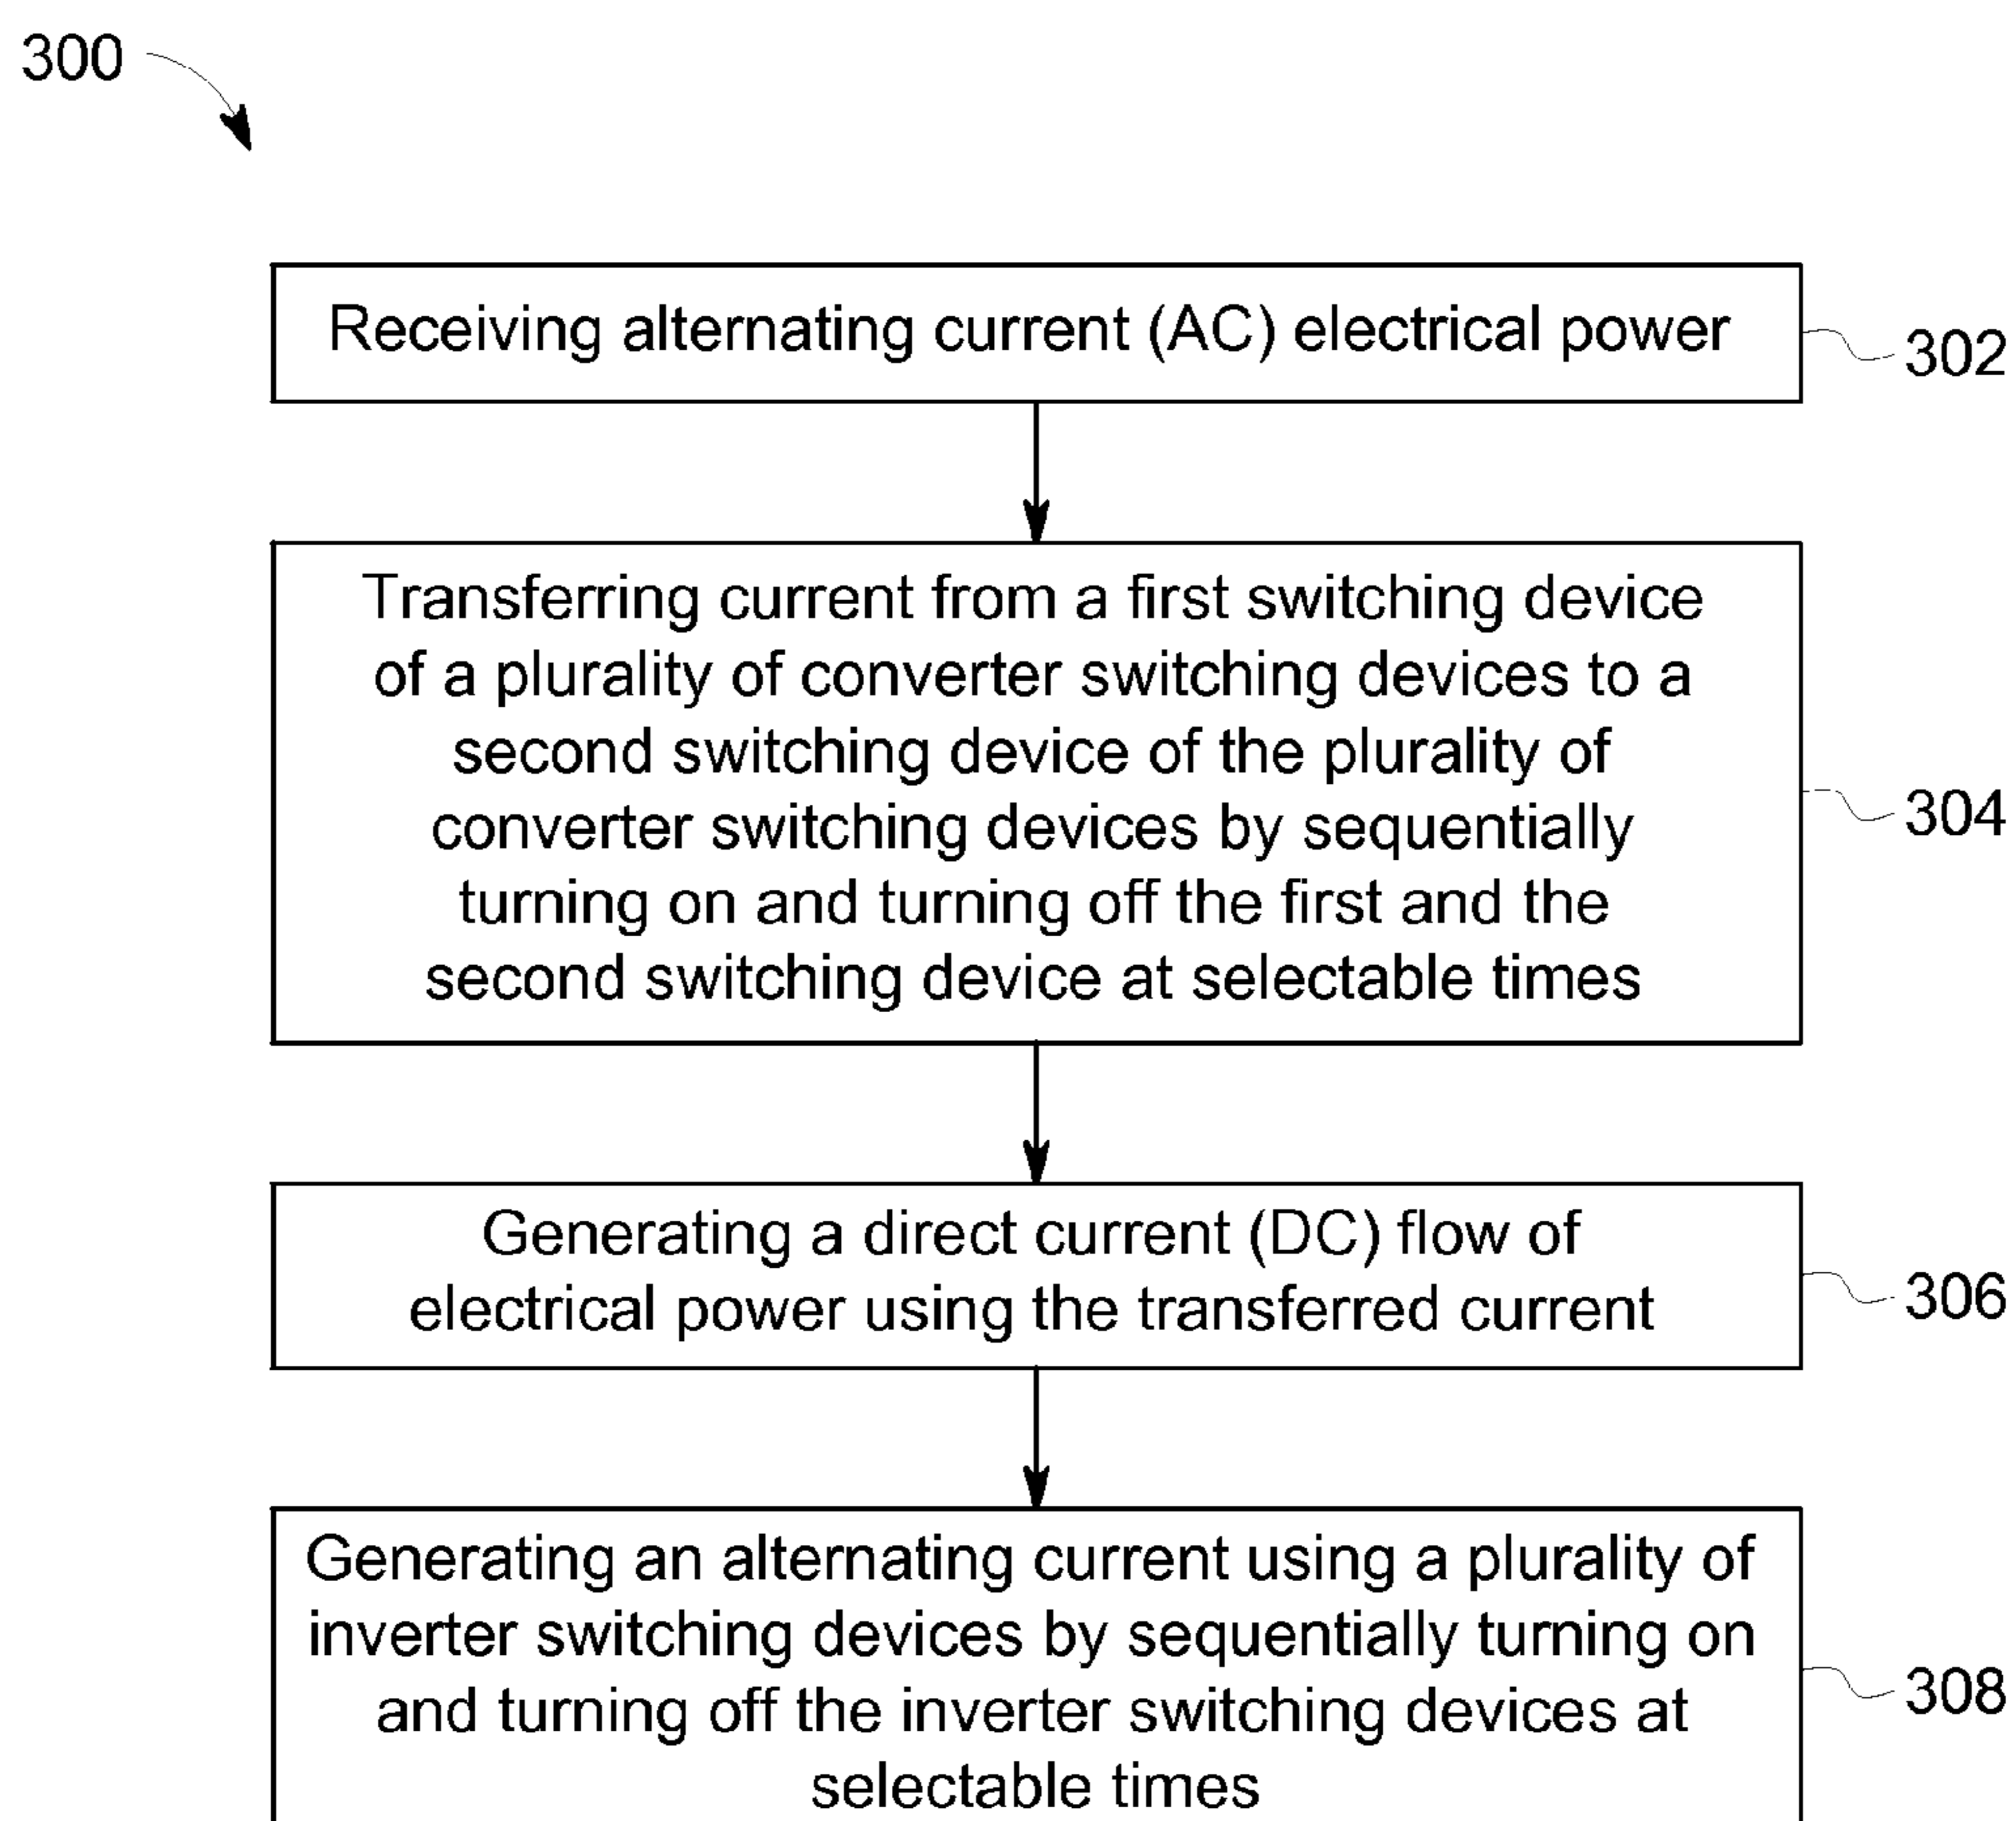 300
Receiving alternating current (AC) electrical power
302
Transferring current from a first switching device
of a plurality of converter switching devices to a
second switching device of the plurality of
converter switching devices by sequentially
turning on and turning off the first and the
second switching device at selectable times
304
Generating a direct current (DC) flow of
electrical power using the transferred current
306
Generating an alternating current using a plurality of
inverter switching devices by sequentially turning on
and turning off the inverter switching devices at
selectable times
308